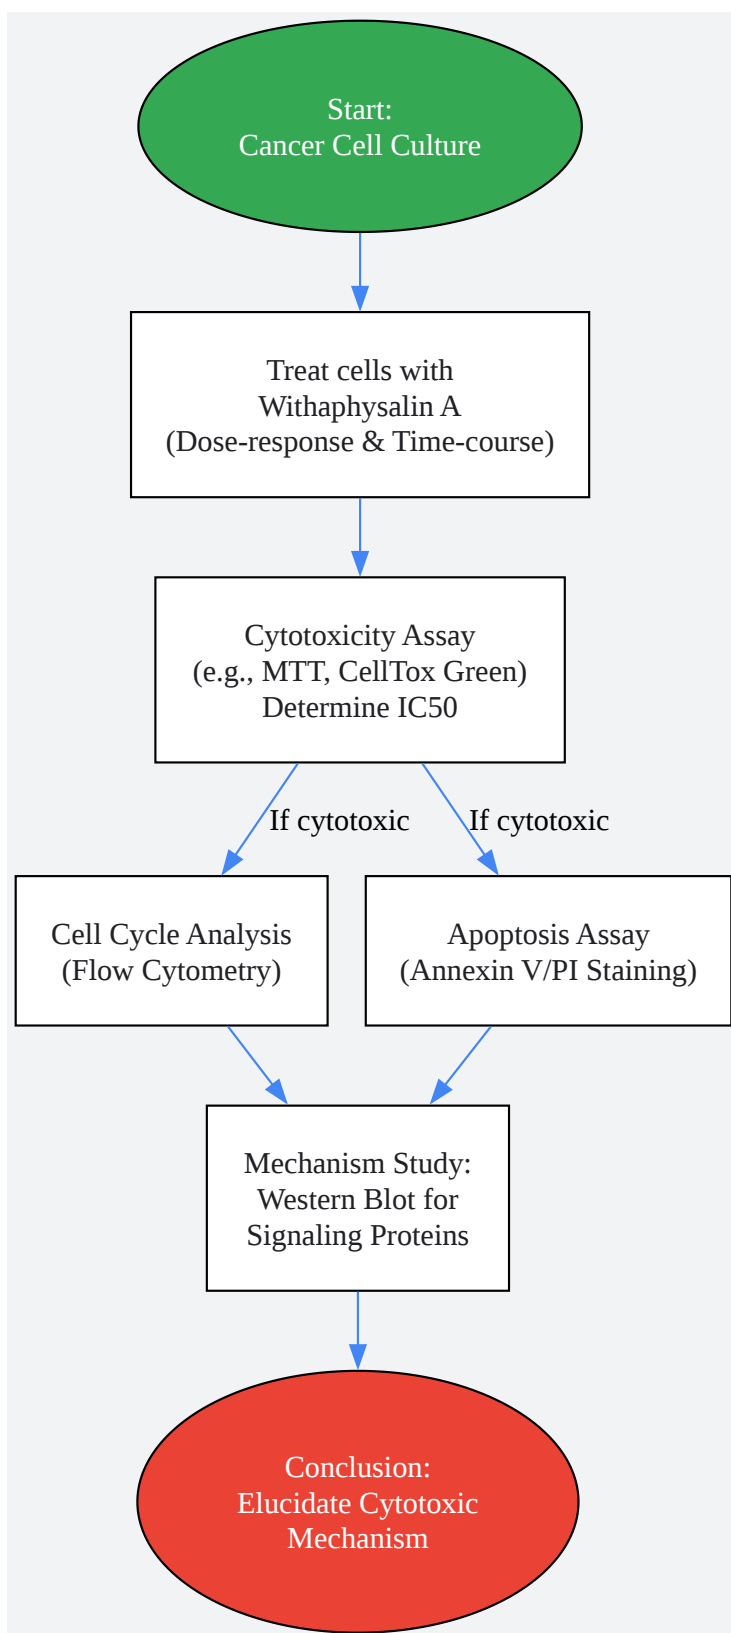 Start:
Cancer Cell Culture
Treat cells with
Withaphysalin A
(Dose-response & Time-course)
Cytotoxicity Assay
(e.g., MTT, CellTox Green)
Determine IC50
If cytotoxic
If cytotoxic
Cell Cycle Analysis
(Flow Cytometry)
Apoptosis Assay
(Annexin V/PI Staining)
Mechanism Study:
Western Blot for
Signaling Proteins
Conclusion:
Elucidate Cytotoxic
Mechanism